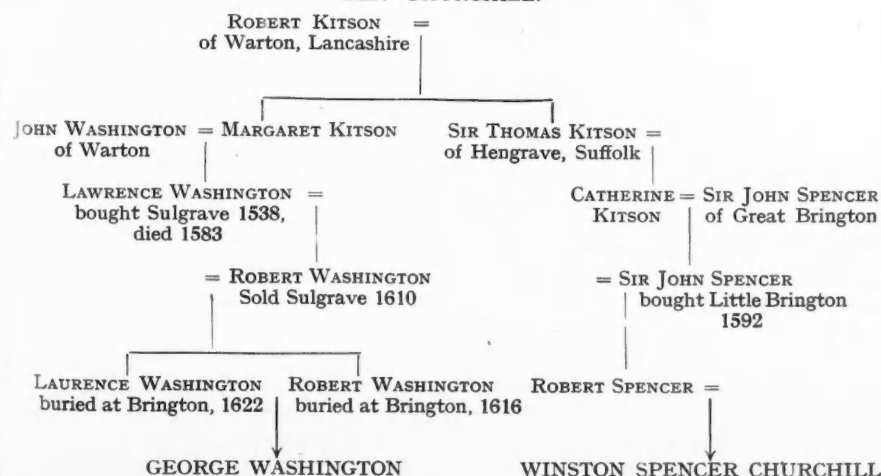 ROBERT KITSON =
of Warton, Lancashire
JOHN WASHINGTON = MARGARET KITSON
of Warton
SIR THOMAS KITSON =
of Hengrave, Suffolk
LAWRENCE WASHINGTON =
bought Sulgrave 1538,
died 1583
CATHERINE = SIR JOHN SPENCER
KITSON of Great Brington
= ROBERT WASHINGTON
Sold Sulgrave 1610
= SIR JOHN SPENCER
bought Little Brington
1592
LAURENCE WASHINGTON
buried at Brington, 1622
ROBERT WASHINGTON
buried at Brington, 1616
ROBERT SPENCER =
GEORGE WASHINGTON
WINSTON SPENCER CHURCHILL